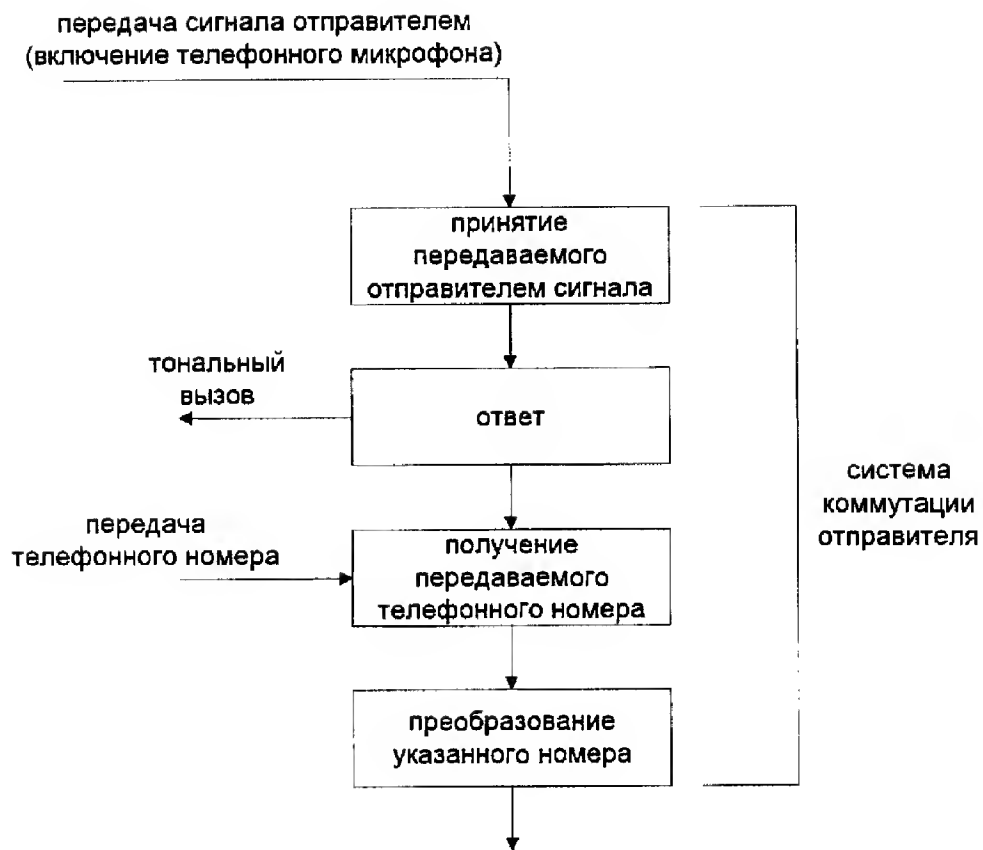 передача сигнала отправителем
(включение телефонного микрофона)
принятие
передаваемого
отправителем сигнала
тональный
вызов
ответ
система
коммутации
отправителя
передача
телефонного номера
получение
передаваемого
телефонного номера
преобразование
указанного номера